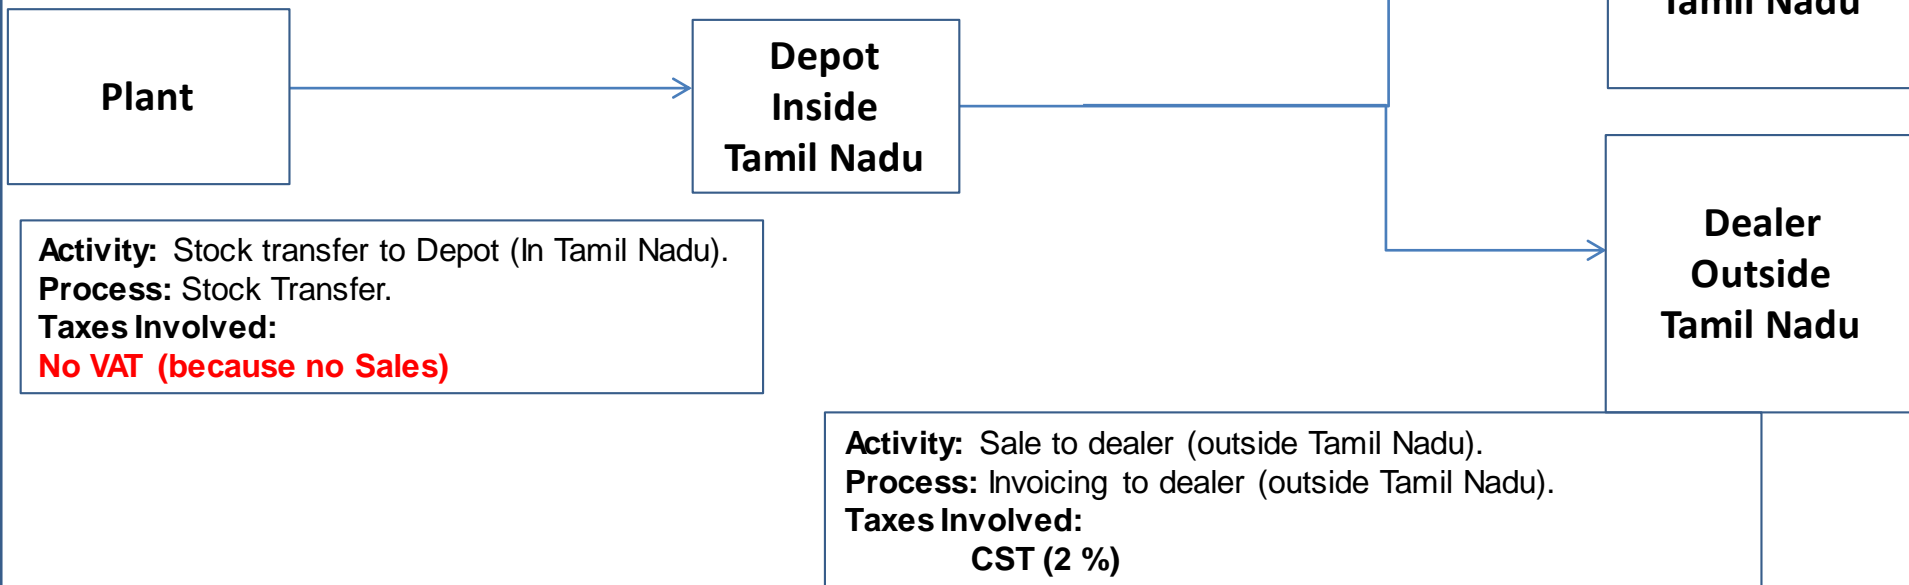 Tamil Nadu
Plant
Depot
Inside
Tamil Nadu
Dealer
Outside
Tamil Nadu
Activity: Stock transfer to Depot (In Tamil Nadu).
Process: Stock Transfer.
Taxes Involved:
No VAT (because no Sales)
Activity: Sale to dealer (outside Tamil Nadu).
Process: Invoicing to dealer (outside Tamil Nadu).
Taxes Involved:
CST (2 %)